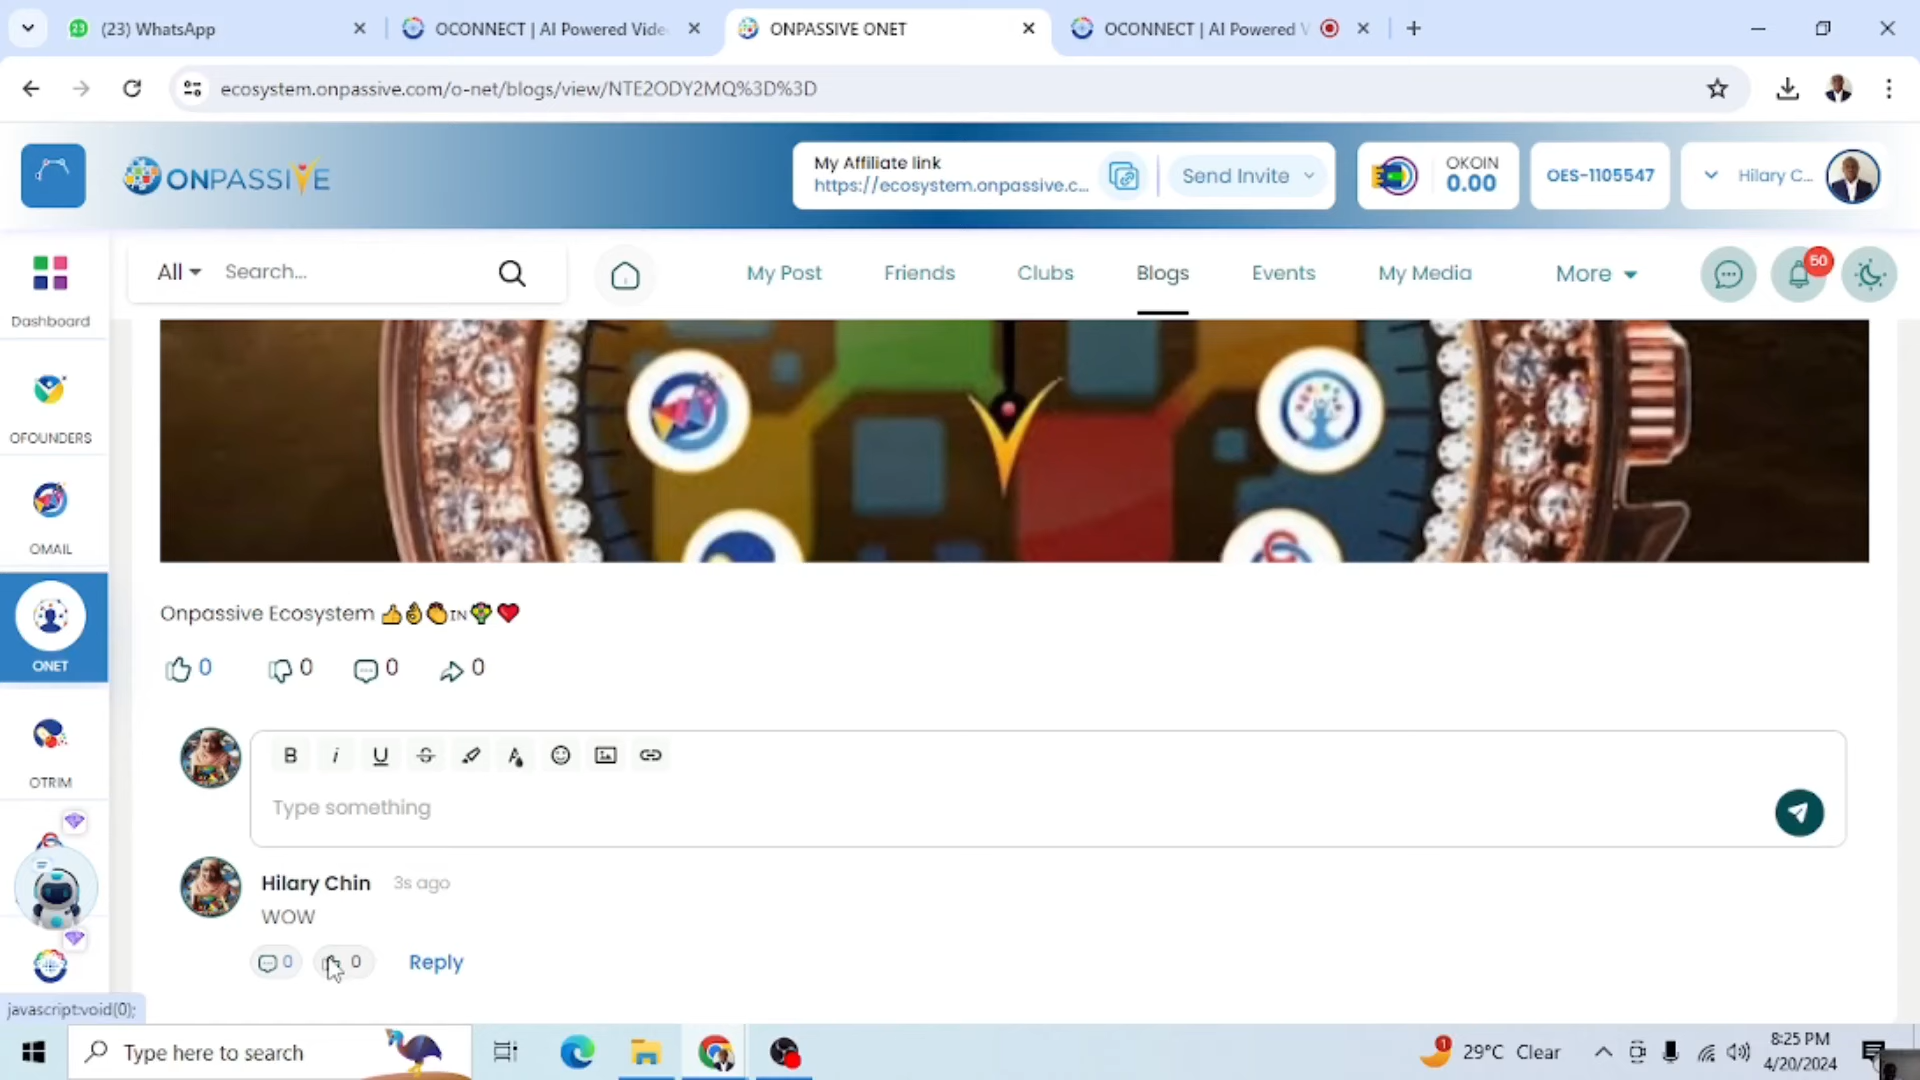 (23) WhatsApp
OCONNECT | AI Powered Vide
ONPASSIVE ONET
OCONNECT | AI Powered V
ecosystem.onpassive.com/o-net/blogs/view/NTE2ODY2MQ%3D%3D
ONPASSIVE
My Affiliate link
https://ecosystem.onpassive.c...
Send Invite
OKOIN
0.00
OES-1105547
Hilary C...
All
Search...
My Post
Friends
Clubs
Blogs
Events
My Media
More
50
Dashboard
OFOUNDERS
OMAIL
ONET
OTRIM
Onpassive Ecosystem 👍👌👏🇮🇳💐❤️
0
0
0
0
B i U S
Type something
Hilary Chin 3s ago
WOW
0
0
Reply
javascript:void(0);
Type here to search
1
29°C Clear
8:25 PM
4/20/2024